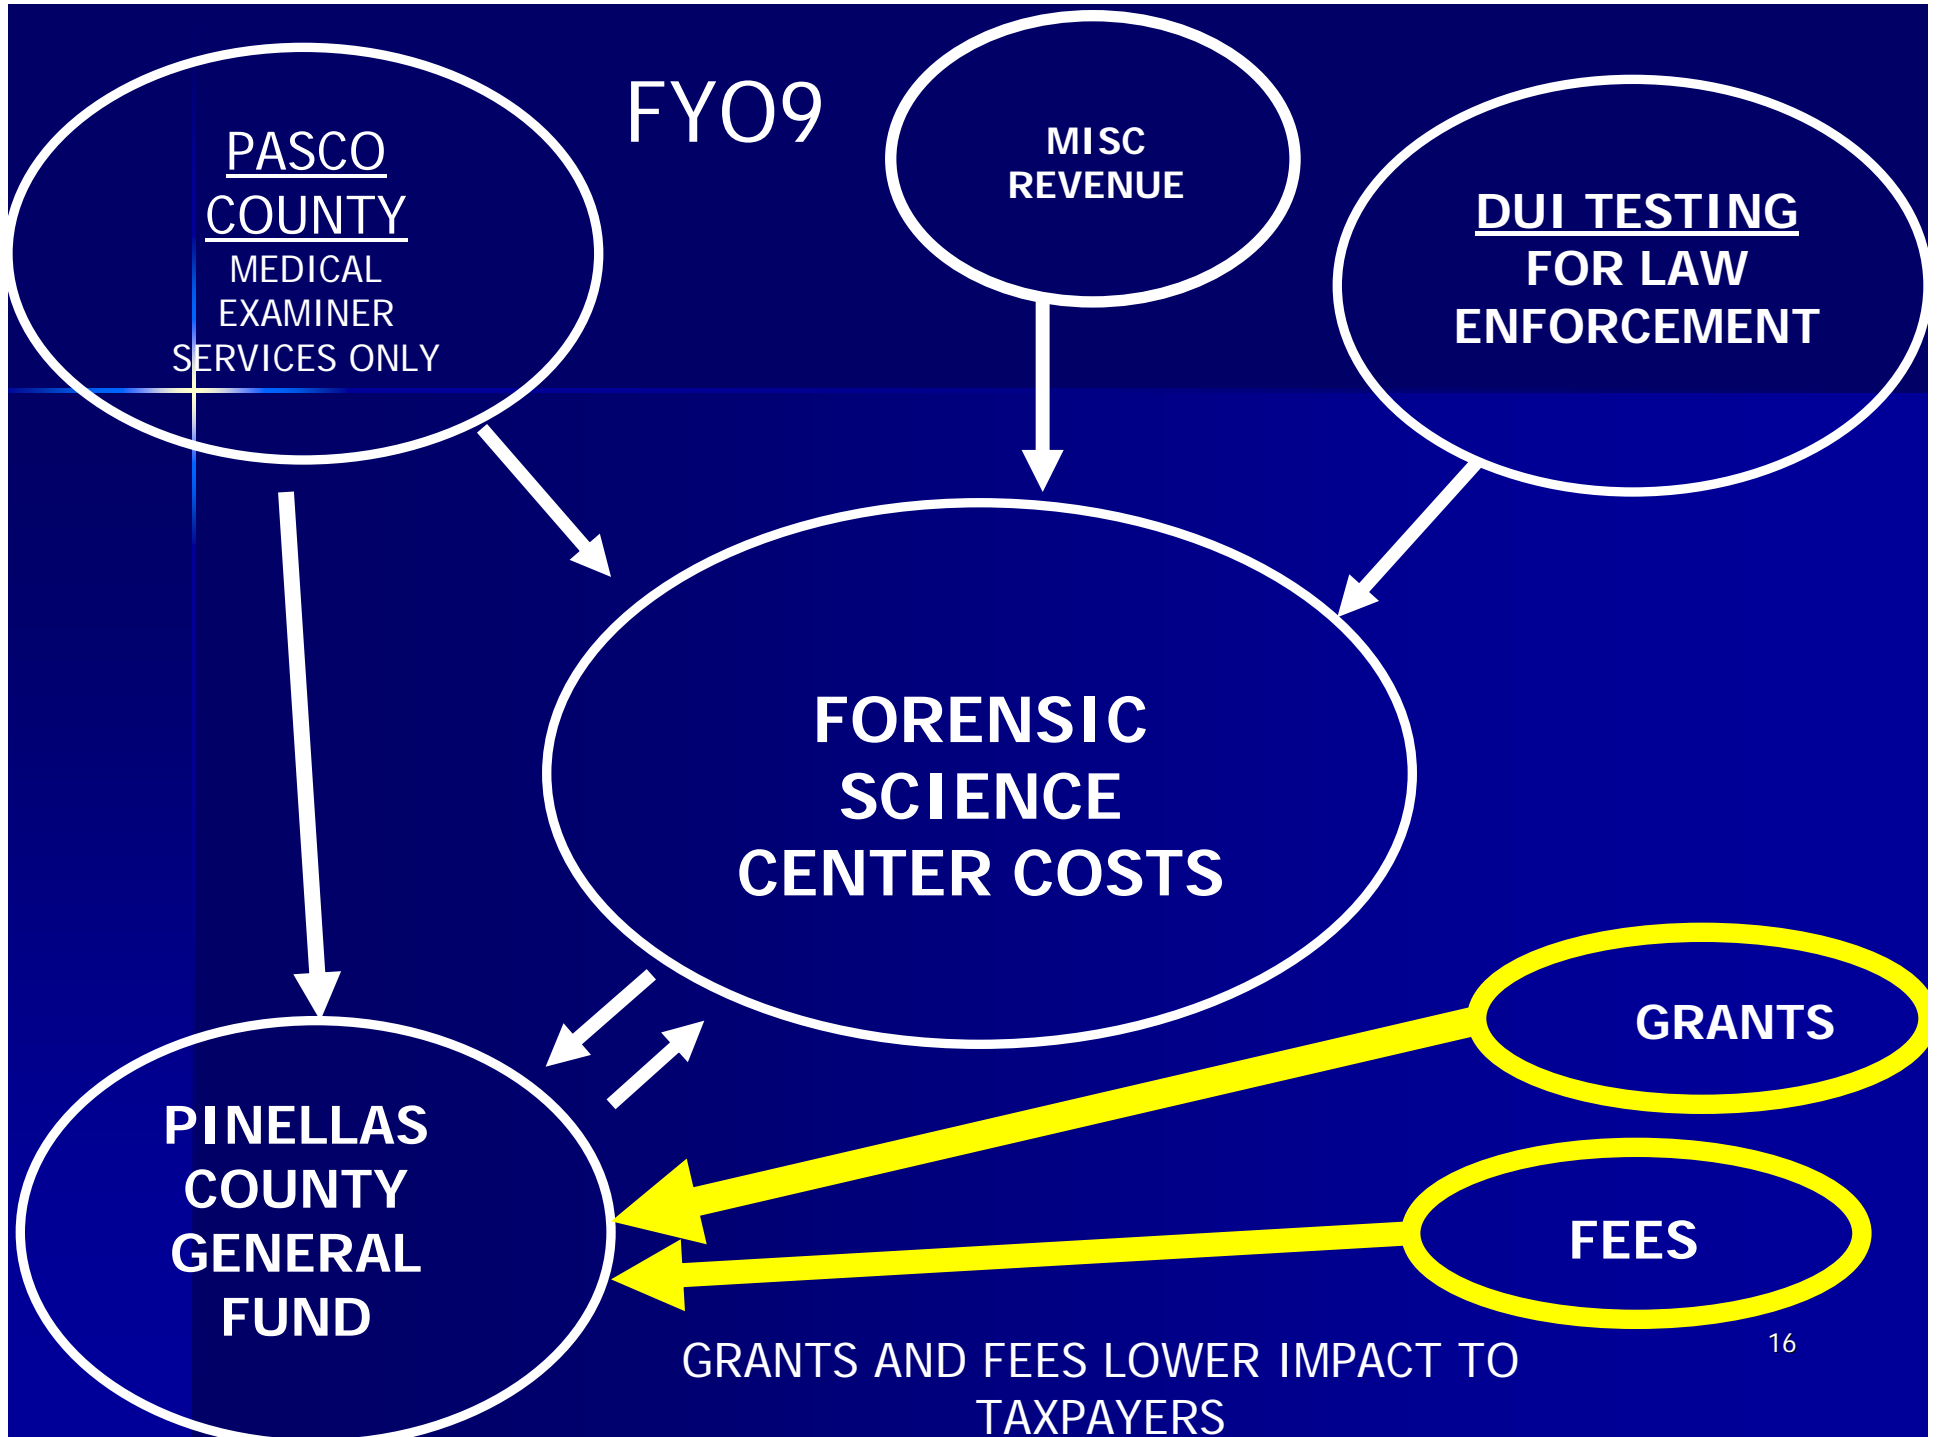 FYO9
PASCO
COUNTY
MEDICAL
EXAMINER
SERVICES ONLY
MISC
REVENUE
DUI TESTING
FOR LAW
ENFORCEMENT
FORENSIC
SCIENCE
CENTER COSTS
GRANTS
PINELLAS
COUNTY
GENERAL
FUND
FEES
GRANTS AND FEES LOWER IMPACT TO
TAXPAYERS
16